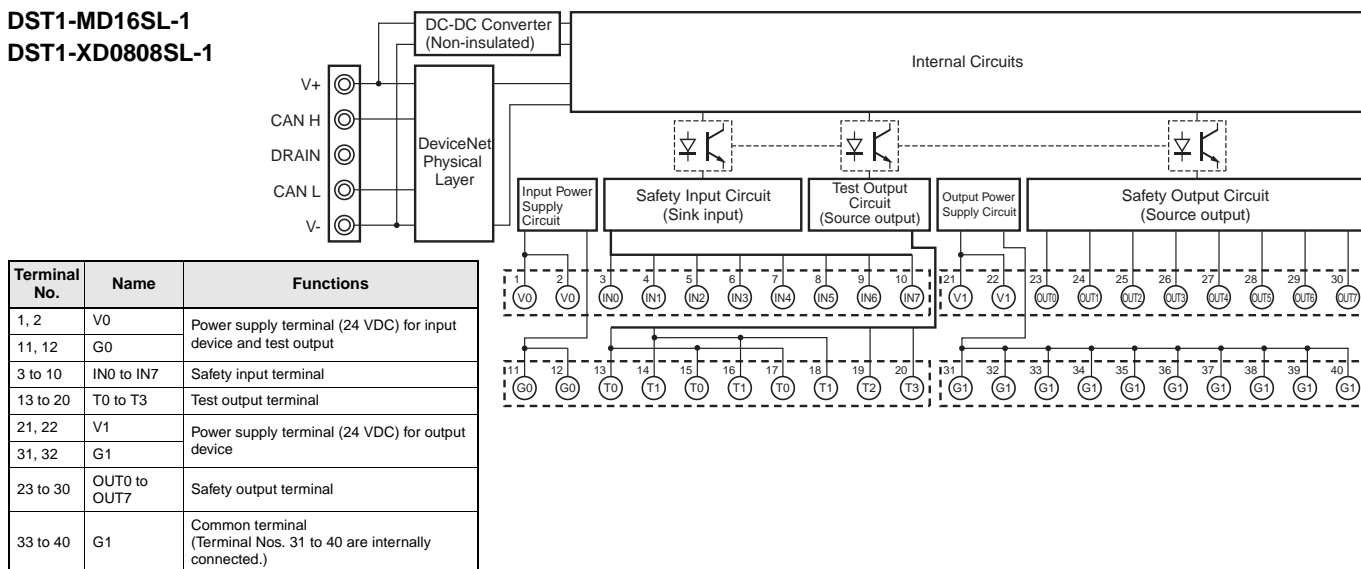 DST1-MD16SL-1
DST1-XD0808SL-1
DC-DC Converter
(Non-insulated)
Internal Circuits
V+
CAN H
DRAIN
CAN L
V-
DeviceNet
Physical
Layer
Input Power
Supply
Circuit
Safety Input Circuit
(Sink input)
Test Output
Circuit
(Source output)
Output Power
Supply Circuit
Safety Output Circuit
(Source output)
1 2 3 4 5 6 7 8 9 10 21 22 23 24 25 26 27 28 29 30
V0 V0 IN0 IN1 IN2 IN3 IN4 IN5 IN6 IN7 V1 V1 OUT0 OUT1 OUT2 OUT3 OUT4 OUT5 OUT6 OUT7
11 12 13 14 15 16 17 18 19 20 31 32 33 34 35 36 37 38 39 40
G0 G0 T0 T1 T0 T1 T0 T1 T2 T3 G1 G1 G1 G1 G1 G1 G1 G1 G1 G1
Terminal
No.
Name
Functions
1, 2
V0
Power supply terminal (24 VDC) for input
device and test output
11, 12
G0
3 to 10
IN0 to IN7
Safety input terminal
13 to 20
T0 to T3
Test output terminal
21, 22
V1
Power supply terminal (24 VDC) for output
device
31, 32
G1
23 to 30
OUT0 to
OUT7
Safety output terminal
33 to 40
G1
Common terminal
(Terminal Nos. 31 to 40 are internally
connected.)